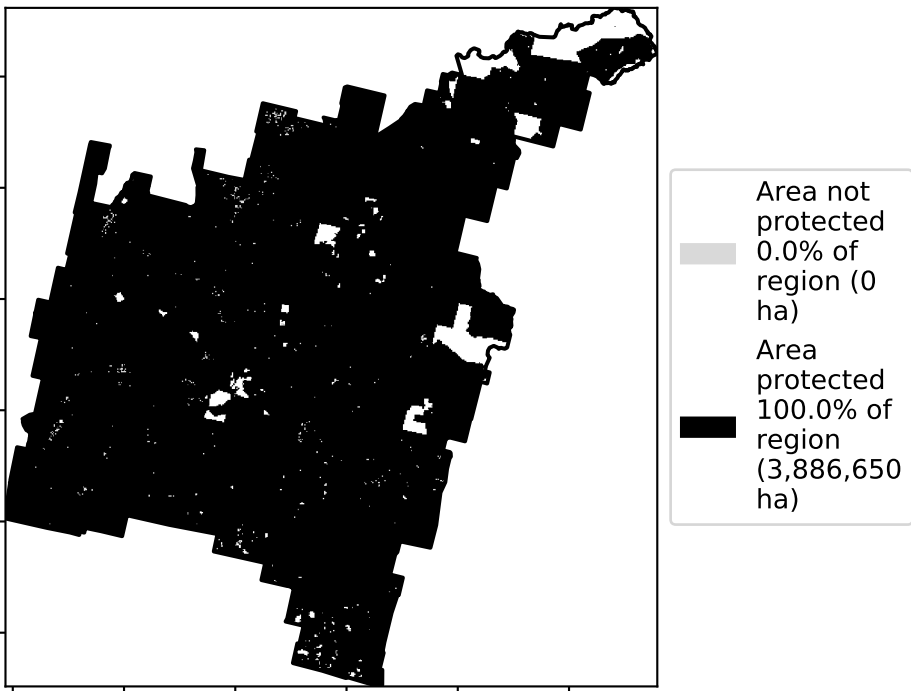 Area not
protected
0.0% of
region (0
ha)
Area
protected
100.0% of
region
(3,886,650
ha)